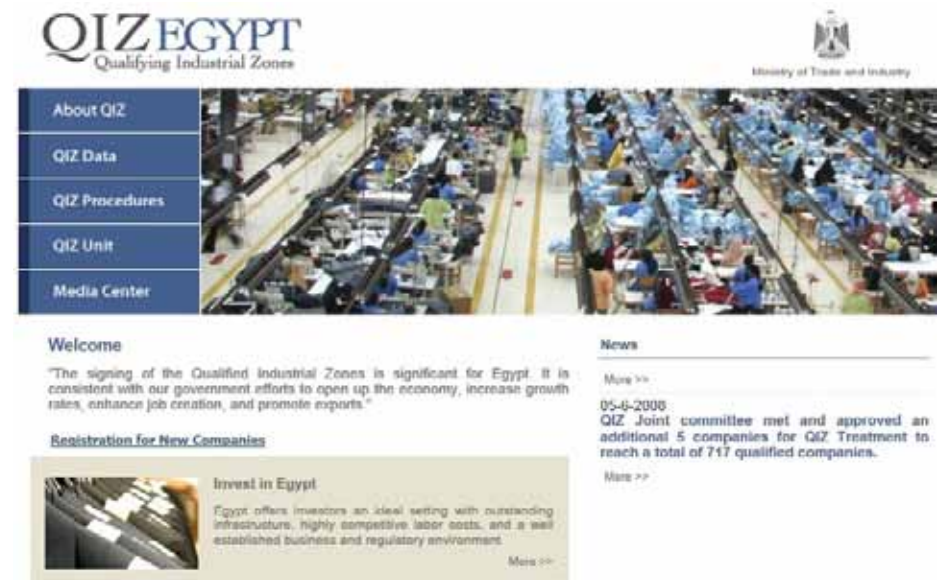 QIZ EGYPT
Qualifying Industrial Zones
Ministry of Trade and Industry
About QIZ
QIZ Data
QIZ Procedures
QIZ Unit
Media Center
Welcome
"The signing of the Qualified Industrial Zones is significant for Egypt. It is
consistent with our government efforts to open up the economy, increase growth
rates, enhance job creation, and promote exports."
Registration for New Companies
Invest in Egypt
Egypt offers investors an ideal setting with outstanding
infrastructure, highly competitive labor costs, and a well
established business and regulatory environment
More >>
News
More >>
05-6-2008
QIZ Joint committee met and approved an
additional 5 companies for QIZ Treatment to
reach a total of 717 qualified companies.
More >>